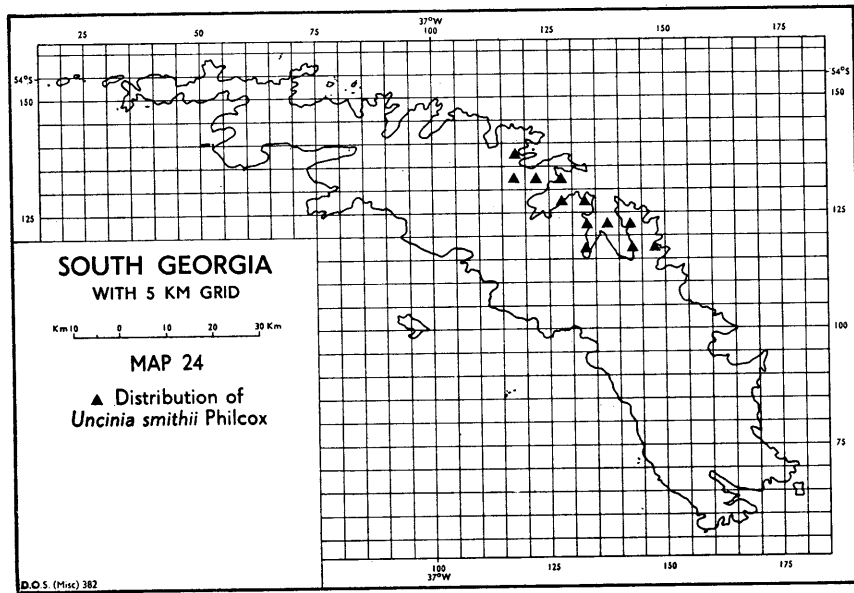 37°W
25 50 75 100 125 150 175
54°S 54°S
150 150
125 125
SOUTH GEORGIA
WITH 5 KM GRID
Km 10 0 10 20 30 Km
100
MAP 24
▲ Distribution of
Uncinia smithii Philcox
75
100 125 150 175
37°W
D.O.S. (Misc) 382